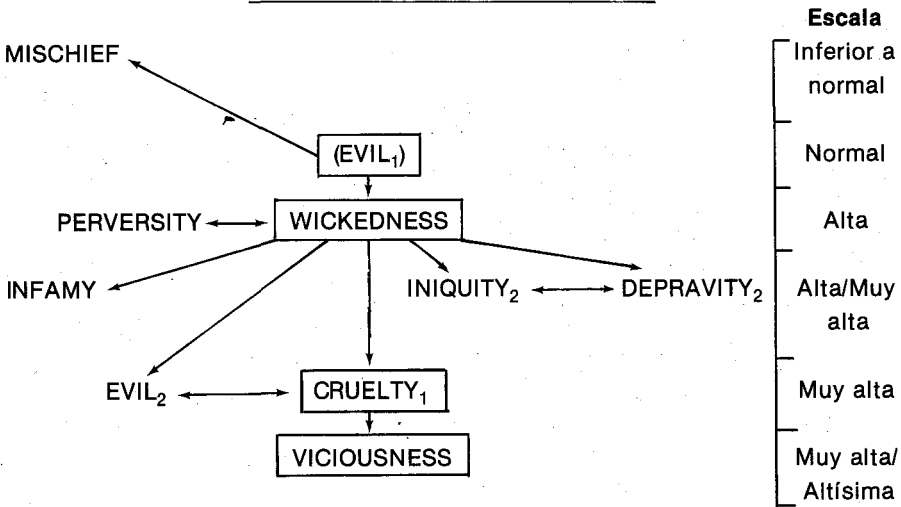 Escala
MISCHIEF
Inferior a
normal
(EVIL₁)
Normal
PERVERSITY
WICKEDNESS
Alta
INFAMY
INIQUITY₂
DEPRAVITY₂
Alta/Muy
alta
EVIL₂
CRUELTY₁
Muy alta
VICIOUSNESS
Muy alta/
Altísima